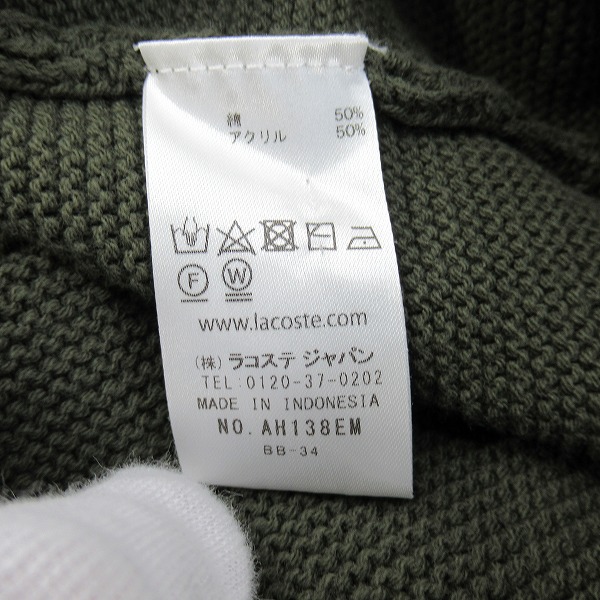 綿 50%
アクリル 50%
F W
www.lacoste.com
(株) ラコステ ジャパン
TEL:0120-37-0202
MADE IN INDONESIA
NO.AH138EM
BB-34